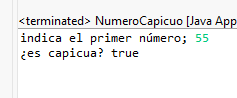 <terminated> NumeroCapicuo [Java App
indica el primer número; 55
¿es capicua? true